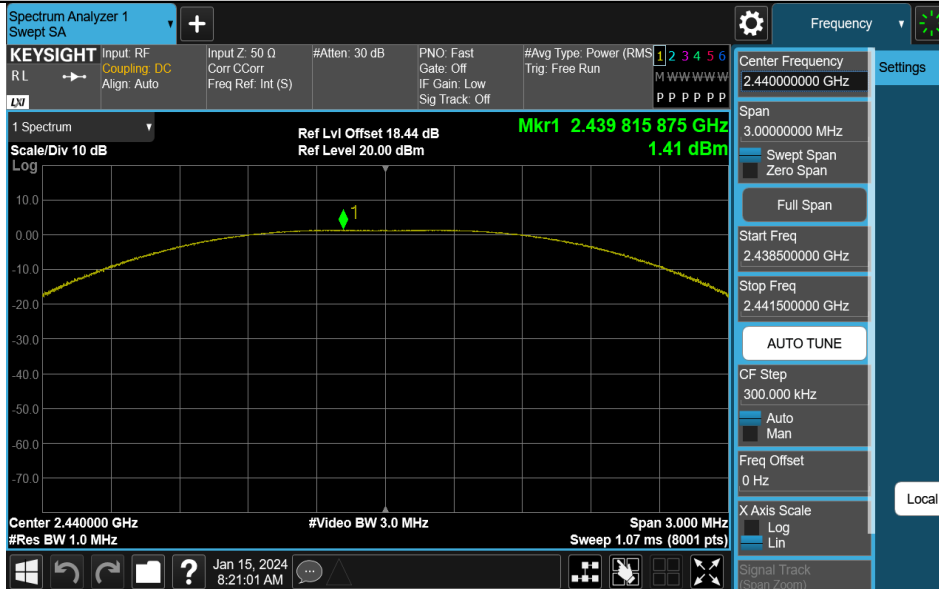 Spectrum Analyzer 1
Swept SA
+
Frequency
KEYSIGHT
R L
LXI
Input: RF
Coupling: DC
Align: Auto
Input Z: 50 Ω
Corr CCorr
Freq Ref: Int (S)
#Atten: 30 dB
PNO: Fast
Gate: Off
IF Gain: Low
Sig Track: Off
#Avg Type: Power (RMS
Trig: Free Run
1 2 3 4 5 6
M W W W W W
P P P P P P
Center Frequency
2.440000000 GHz
Settings
Span
3.00000000 MHz
Swept Span
Zero Span
Full Span
Start Freq
2.438500000 GHz
Stop Freq
2.441500000 GHz
AUTO TUNE
CF Step
300.000 kHz
Auto
Man
Freq Offset
0 Hz
X Axis Scale
Log
Lin
Signal Track
(Span Zoom)
Local
1 Spectrum
Scale/Div 10 dB
Log
Ref Lvl Offset 18.44 dB
Ref Level 20.00 dBm
Mkr1 2.439 815 875 GHz
1.41 dBm
1
10.0
0.00
-10.0
-20.0
-30.0
-40.0
-50.0
-60.0
-70.0
Center 2.440000 GHz
#Res BW 1.0 MHz
#Video BW 3.0 MHz
Span 3.000 MHz
Sweep 1.07 ms (8001 pts)
?
Jan 15, 2024
8:21:01 AM